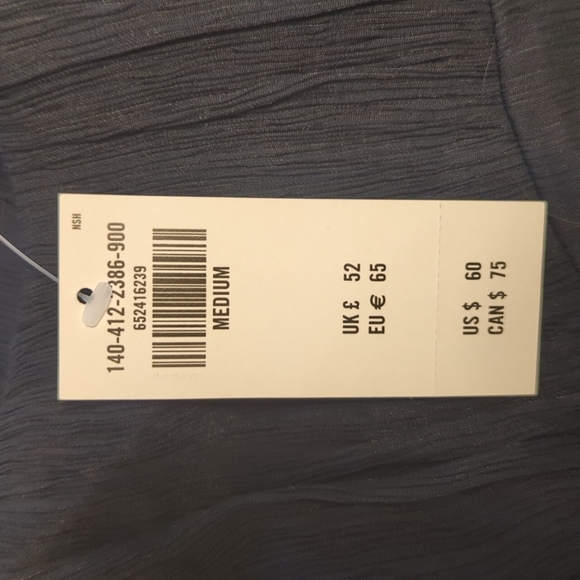 NSH
140-412-2386-900
652416239
MEDIUM
UK £ 52
EU € 65
US $ 60
CAN $ 75